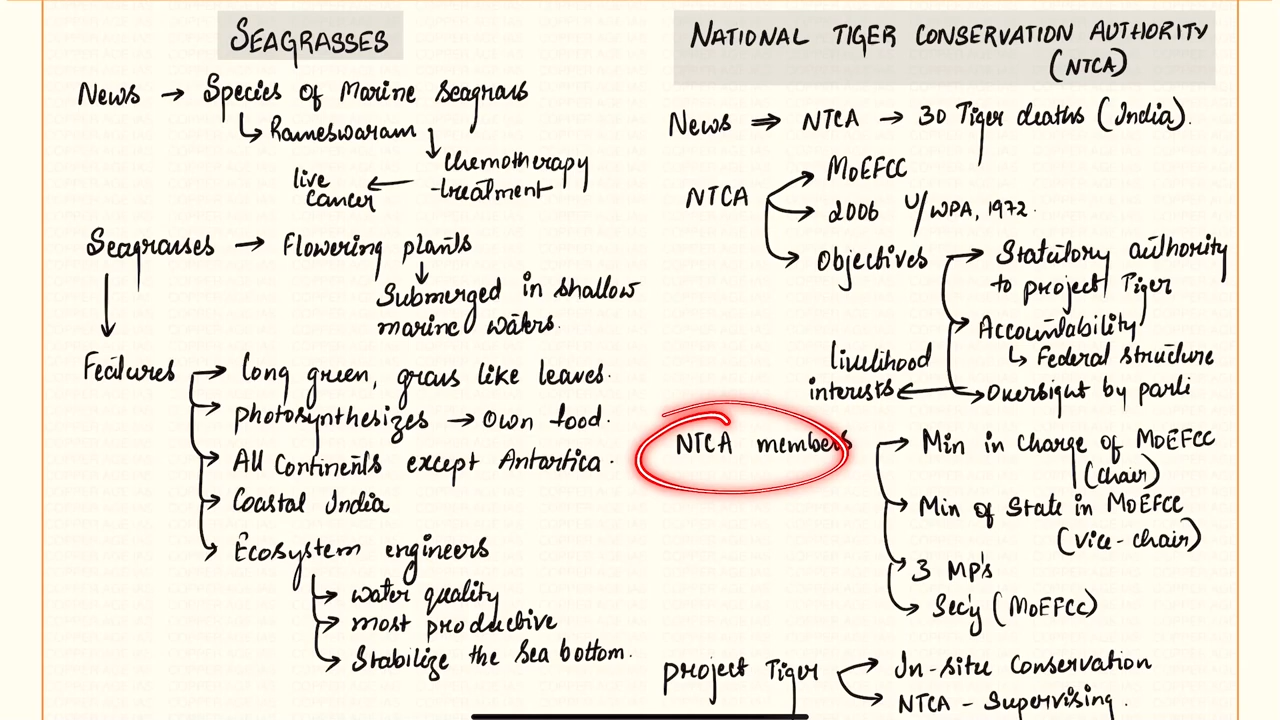 SEAGRASSES
News → Species of Marine seagrass
↳ Rameswaram
↓ chemotherapy
treatment
← live
cancer
Seagrasses → Flowering plants
↓
Submerged in shallow
marine waters.
↓
Features → long green, grass like leaves.
→ photosynthesizes → own food.
→ All Continents except Antartica.
→ Coastal India
→ Ecosystem engineers
→ water quality
→ most productive
→ Stabilize the sea bottom.
NATIONAL TIGER CONSERVATION AUTHORITY
(NTCA)
News ⇒ NTCA → 30 Tiger deaths (India).
NTCA → MoEFCC
→ 2006 U/WPA, 1972.
→ Objectives → Statutory authority
to project Tiger
→ Accountability
↳ Federal structure
→ Oversight by parli
← livelihood
interests
NTCA members → Min in charge of MoEFCC
(chair)
→ Min of State in MoEFCC
(vice-chair)
→ 3 MP's
→ Sec'y (MoEFCC)
project Tiger → In-situ Conservation
→ NTCA - Supervising.